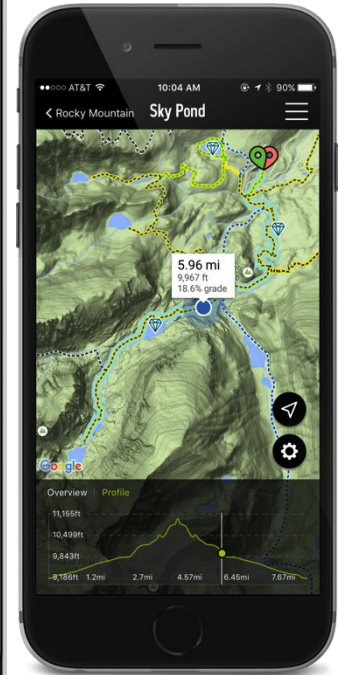 AT&T 10:04 AM 90%
Rocky Mountain Sky Pond
5.96 mi
9,967 ft
18.6% grade
Google
Overview | Profile
11,155ft
10,499ft
9,843ft
9,186ft 1.2mi 2.7mi 4.57mi 6.45mi 7.67mi